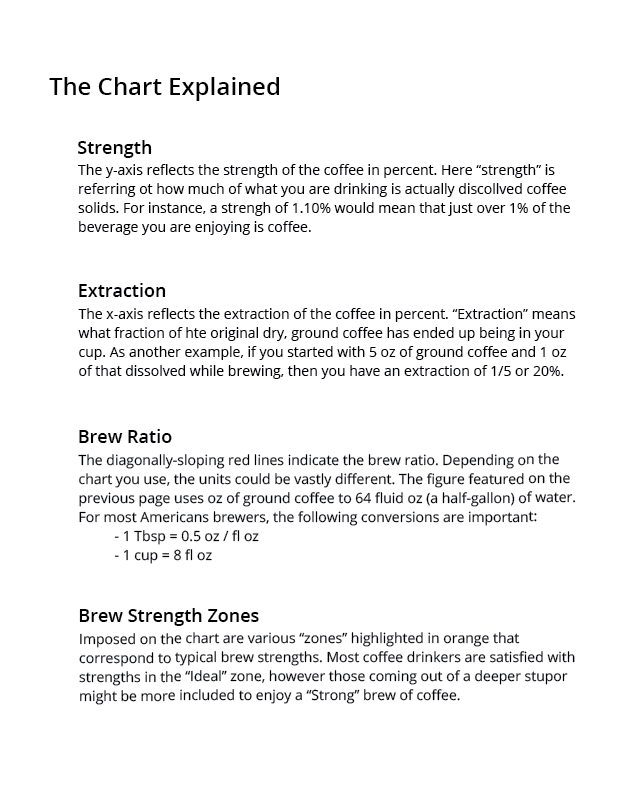 The Chart Explained
Strength
The y-axis reflects the strength of the coffee in percent. Here “strength” is
referring ot how much of what you are drinking is actually discollved coffee
solids. For instance, a strengh of 1.10% would mean that just over 1% of the
beverage you are enjoying is coffee.
Extraction
The x-axis reflects the extraction of the coffee in percent. “Extraction” means
what fraction of hte original dry, ground coffee has ended up being in your
cup. As another example, if you started with 5 oz of ground coffee and 1 oz
of that dissolved while brewing, then you have an extraction of 1/5 or 20%.
Brew Ratio
The diagonally-sloping red lines indicate the brew ratio. Depending on the
chart you use, the units could be vastly different. The figure featured on the
previous page uses oz of ground coffee to 64 fluid oz (a half-gallon) of water.
For most Americans brewers, the following conversions are important:
- 1 Tbsp = 0.5 oz / fl oz
- 1 cup = 8 fl oz
Brew Strength Zones
Imposed on the chart are various “zones” highlighted in orange that
correspond to typical brew strengths. Most coffee drinkers are satisfied with
strengths in the “Ideal” zone, however those coming out of a deeper stupor
might be more included to enjoy a “Strong” brew of coffee.